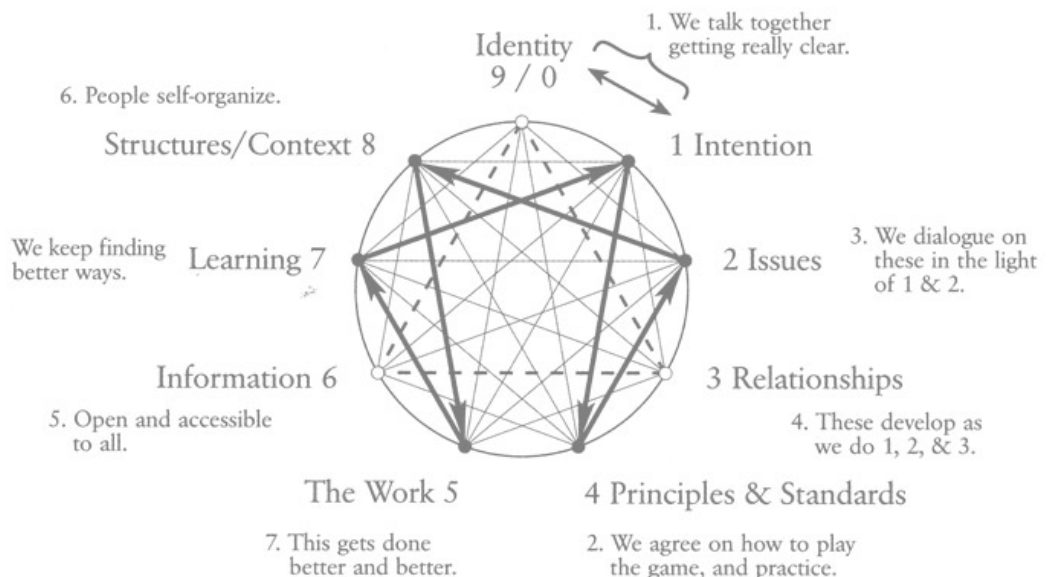 1. We talk together
getting really clear.
Identity
9 / 0
6. People self-organize.
Structures/Context 8
1 Intention
We keep finding
better ways.
Learning 7
2 Issues
3. We dialogue on
these in the light
of 1 & 2.
Information 6
3 Relationships
5. Open and accessible
to all.
4. These develop as
we do 1, 2, & 3.
The Work 5
4 Principles & Standards
7. This gets done
better and better.
2. We agree on how to play
the game, and practice.